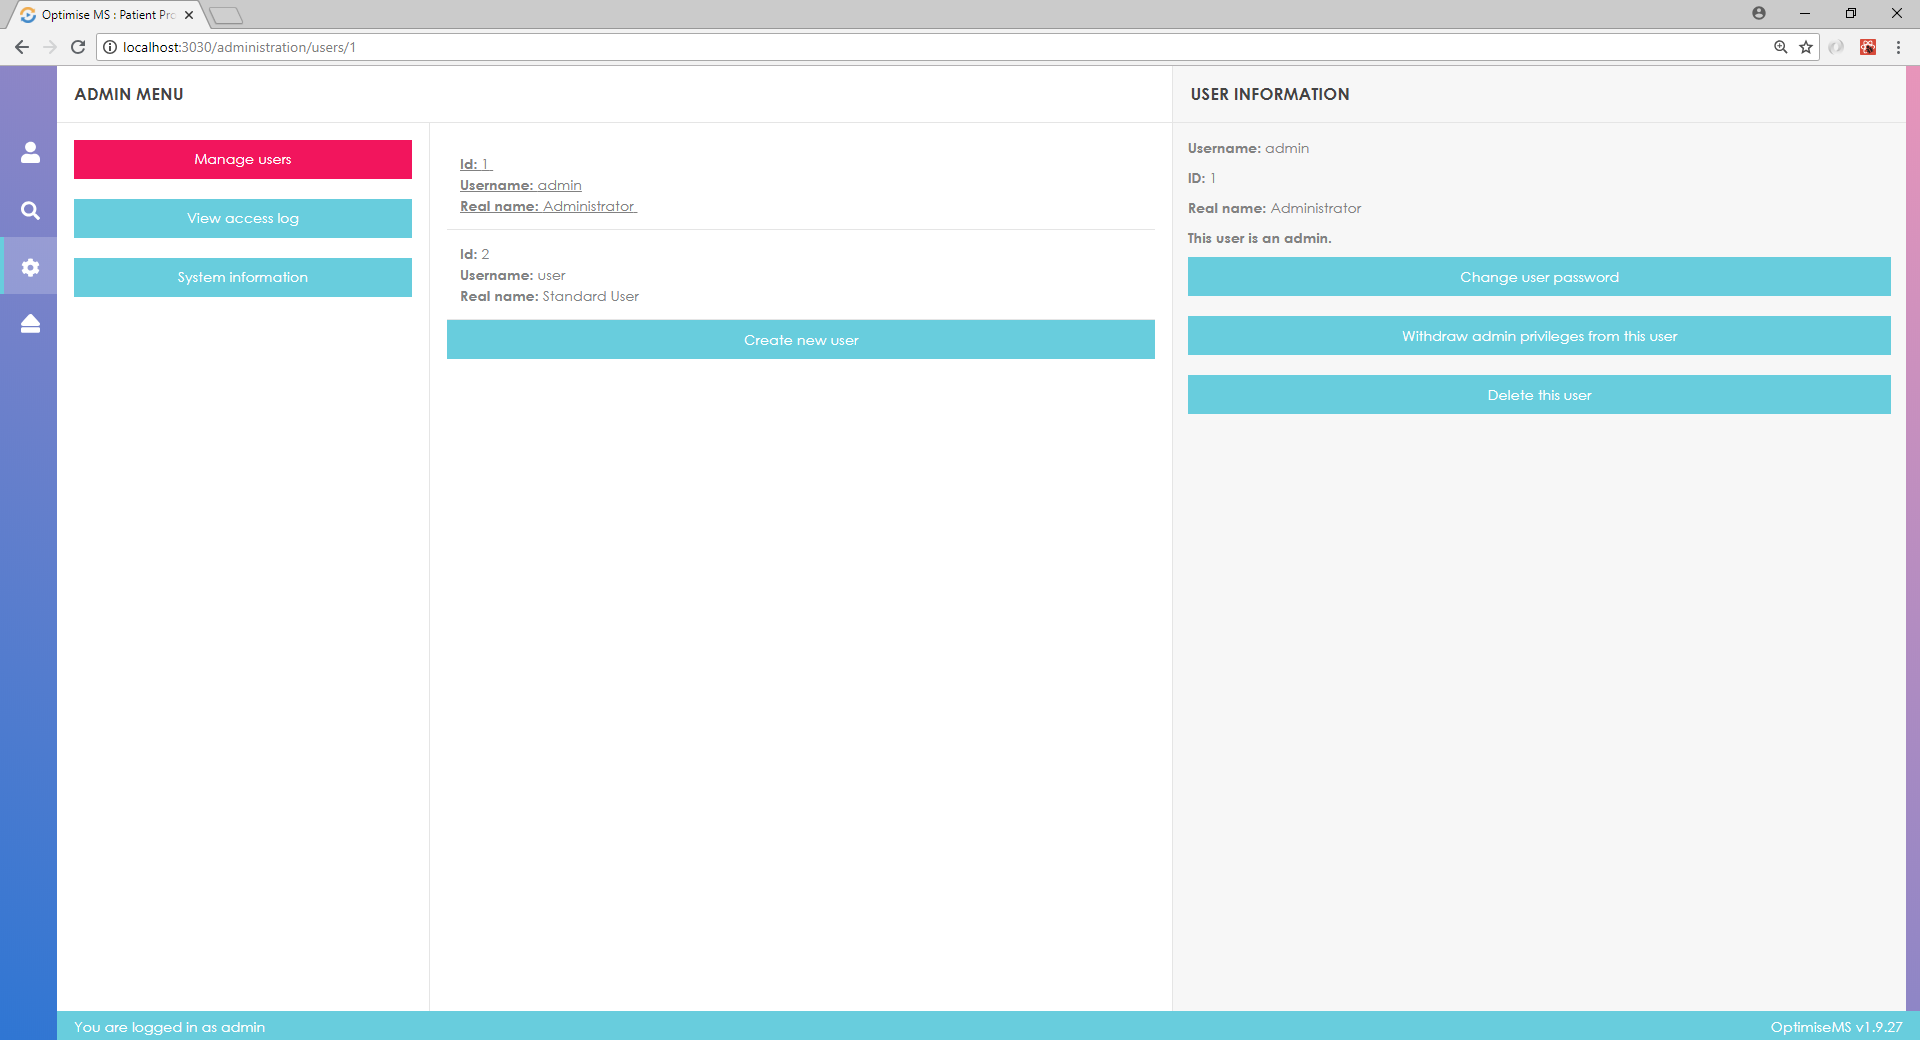 Optimise MS : Patient Pro
localhost:3030/administration/users/1
ADMIN MENU
Manage users
View access log
System information
Id: 1
Username: admin
Real name: Administrator
Id: 2
Username: user
Real name: Standard User
Create new user
USER INFORMATION
Username: admin
ID: 1
Real name: Administrator
This user is an admin.
Change user password
Withdraw admin privileges from this user
Delete this user
You are logged in as admin
OptimiseMS v1.9.27